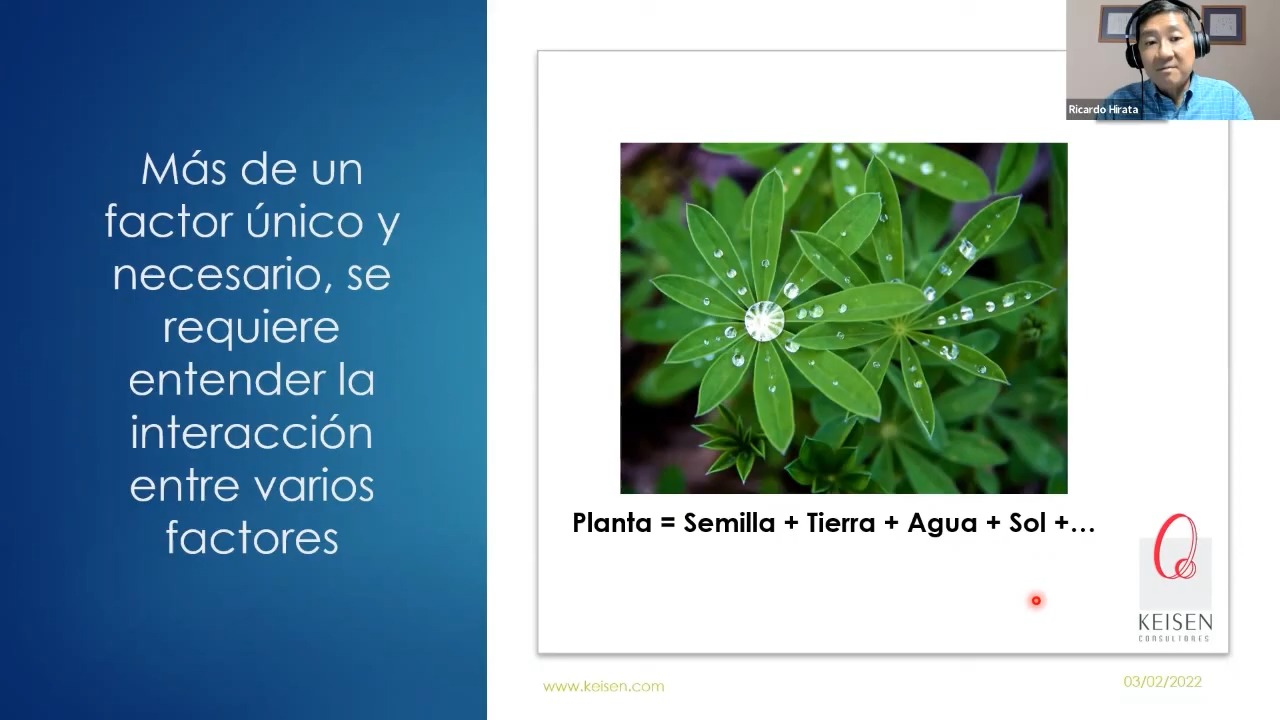 Más de un
factor único y
necesario, se
requiere
entender la
interacción
entre varios
factores
Ricardo Hirata
Planta = Semilla + Tierra + Agua + Sol +…
KEISEN
CONSULTORES
www.keisen.com
03/02/2022